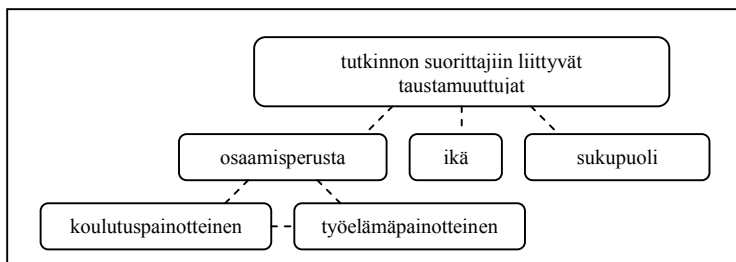 tutkinnon suorittajiin liittyvät
taustamuuttujat
osaamisperusta
ikä
sukupuoli
koulutuspainotteinen
työelämäpainotteinen